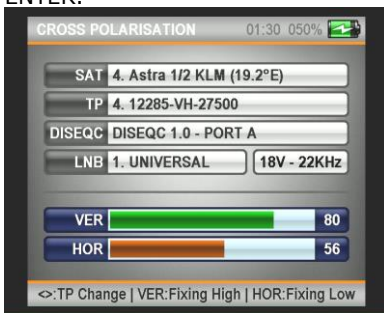 ENTER.
CROSS POLARISATION 01:30 050%
SAT 4. Astra 1/2 KLM (19.2°E)
TP 4. 12285-VH-27500
DISEQC DISEQC 1.0 - PORT A
LNB 1. UNIVERSAL 18V - 22KHz
VER 80
HOR 56
<>:TP Change | VER:Fixing High | HOR:Fixing Low